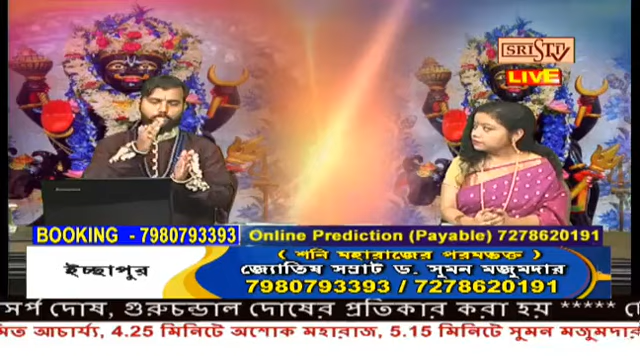 SRISTI TV
LIVE
BOOKING - 7980793393
Online Prediction (Payable) 7278620191
ইচ্ছাপুর
( শনি মহারাজের পরমভক্ত )
জ্যোতিষ সম্রাট ড. সুমন মজুমদার
7980793393 / 7278620191
সর্প দোষ, গুরুচন্ডাল দোষের প্রতিকার করা হয় *****
মিত আচার্য্য, 4.25 মিনিটে অশোক মহারাজ, 5.15 মিনিটে সুমন মজুমদার